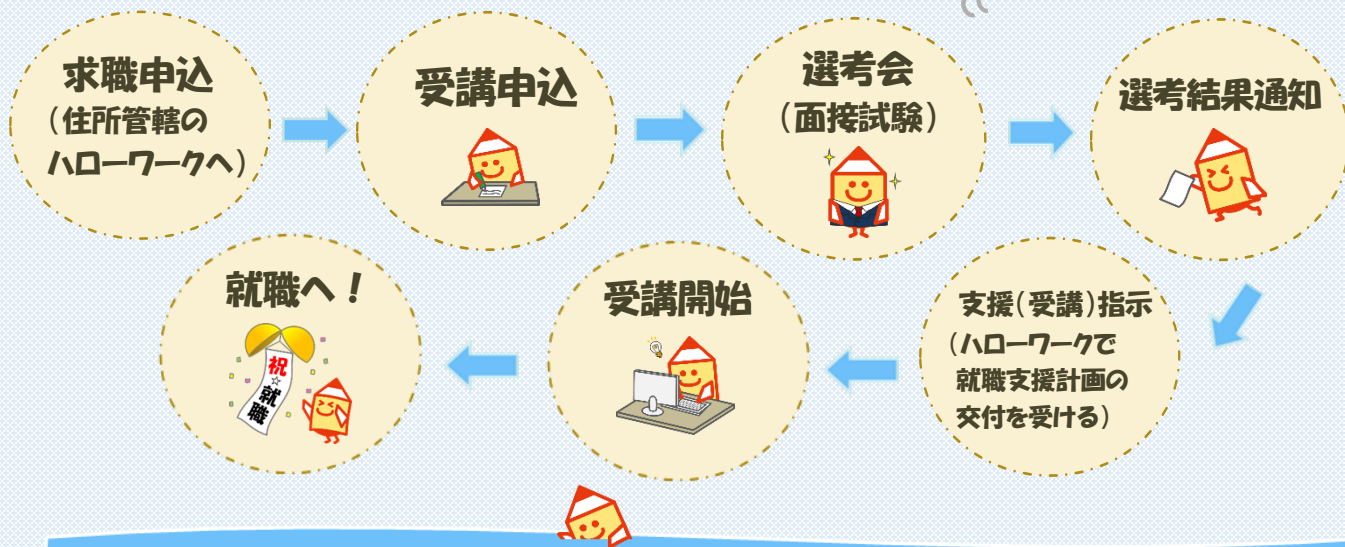 求職申込
(住所管轄の
ハローワークへ)
受講申込
選考会
(面接試験)
選考結果通知
支援(受講)指示
(ハローワークで
就職支援計画の
交付を受ける)
受講開始
就職へ!
祝☆就職